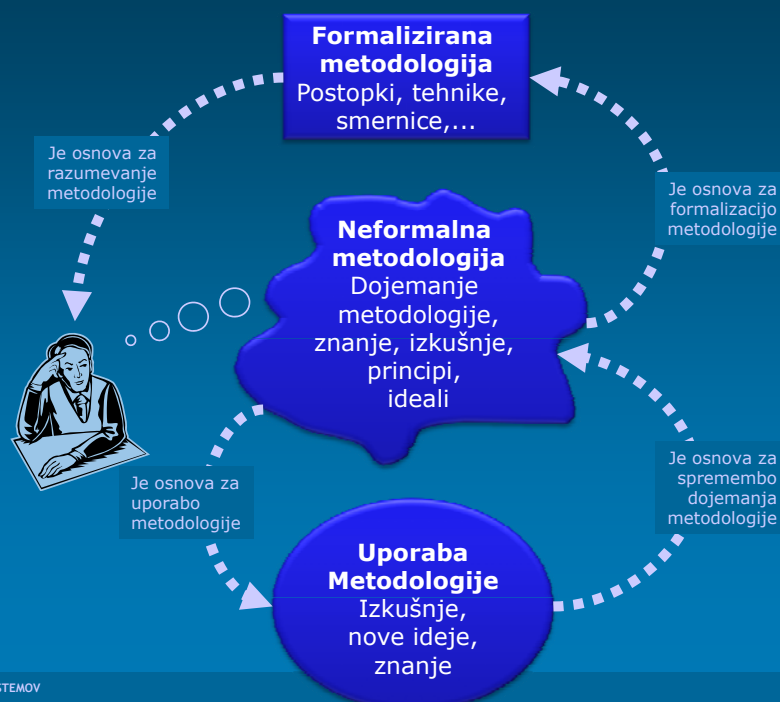 Formalizirana
metodologija
Postopki, tehnike,
smernice,...
Je osnova za
razumevanje
metodologije
Je osnova za
formalizacijo
metodologije
Neformalna
metodologija
Dojemanje
metodologije,
znanje, izkušnje,
principi,
ideali
Je osnova za
uporabo
metodologije
Je osnova za
spremembo
dojemanja
metodologije
Uporaba
Metodologije
Izkušnje,
nove ideje,
znanje
STEMOV